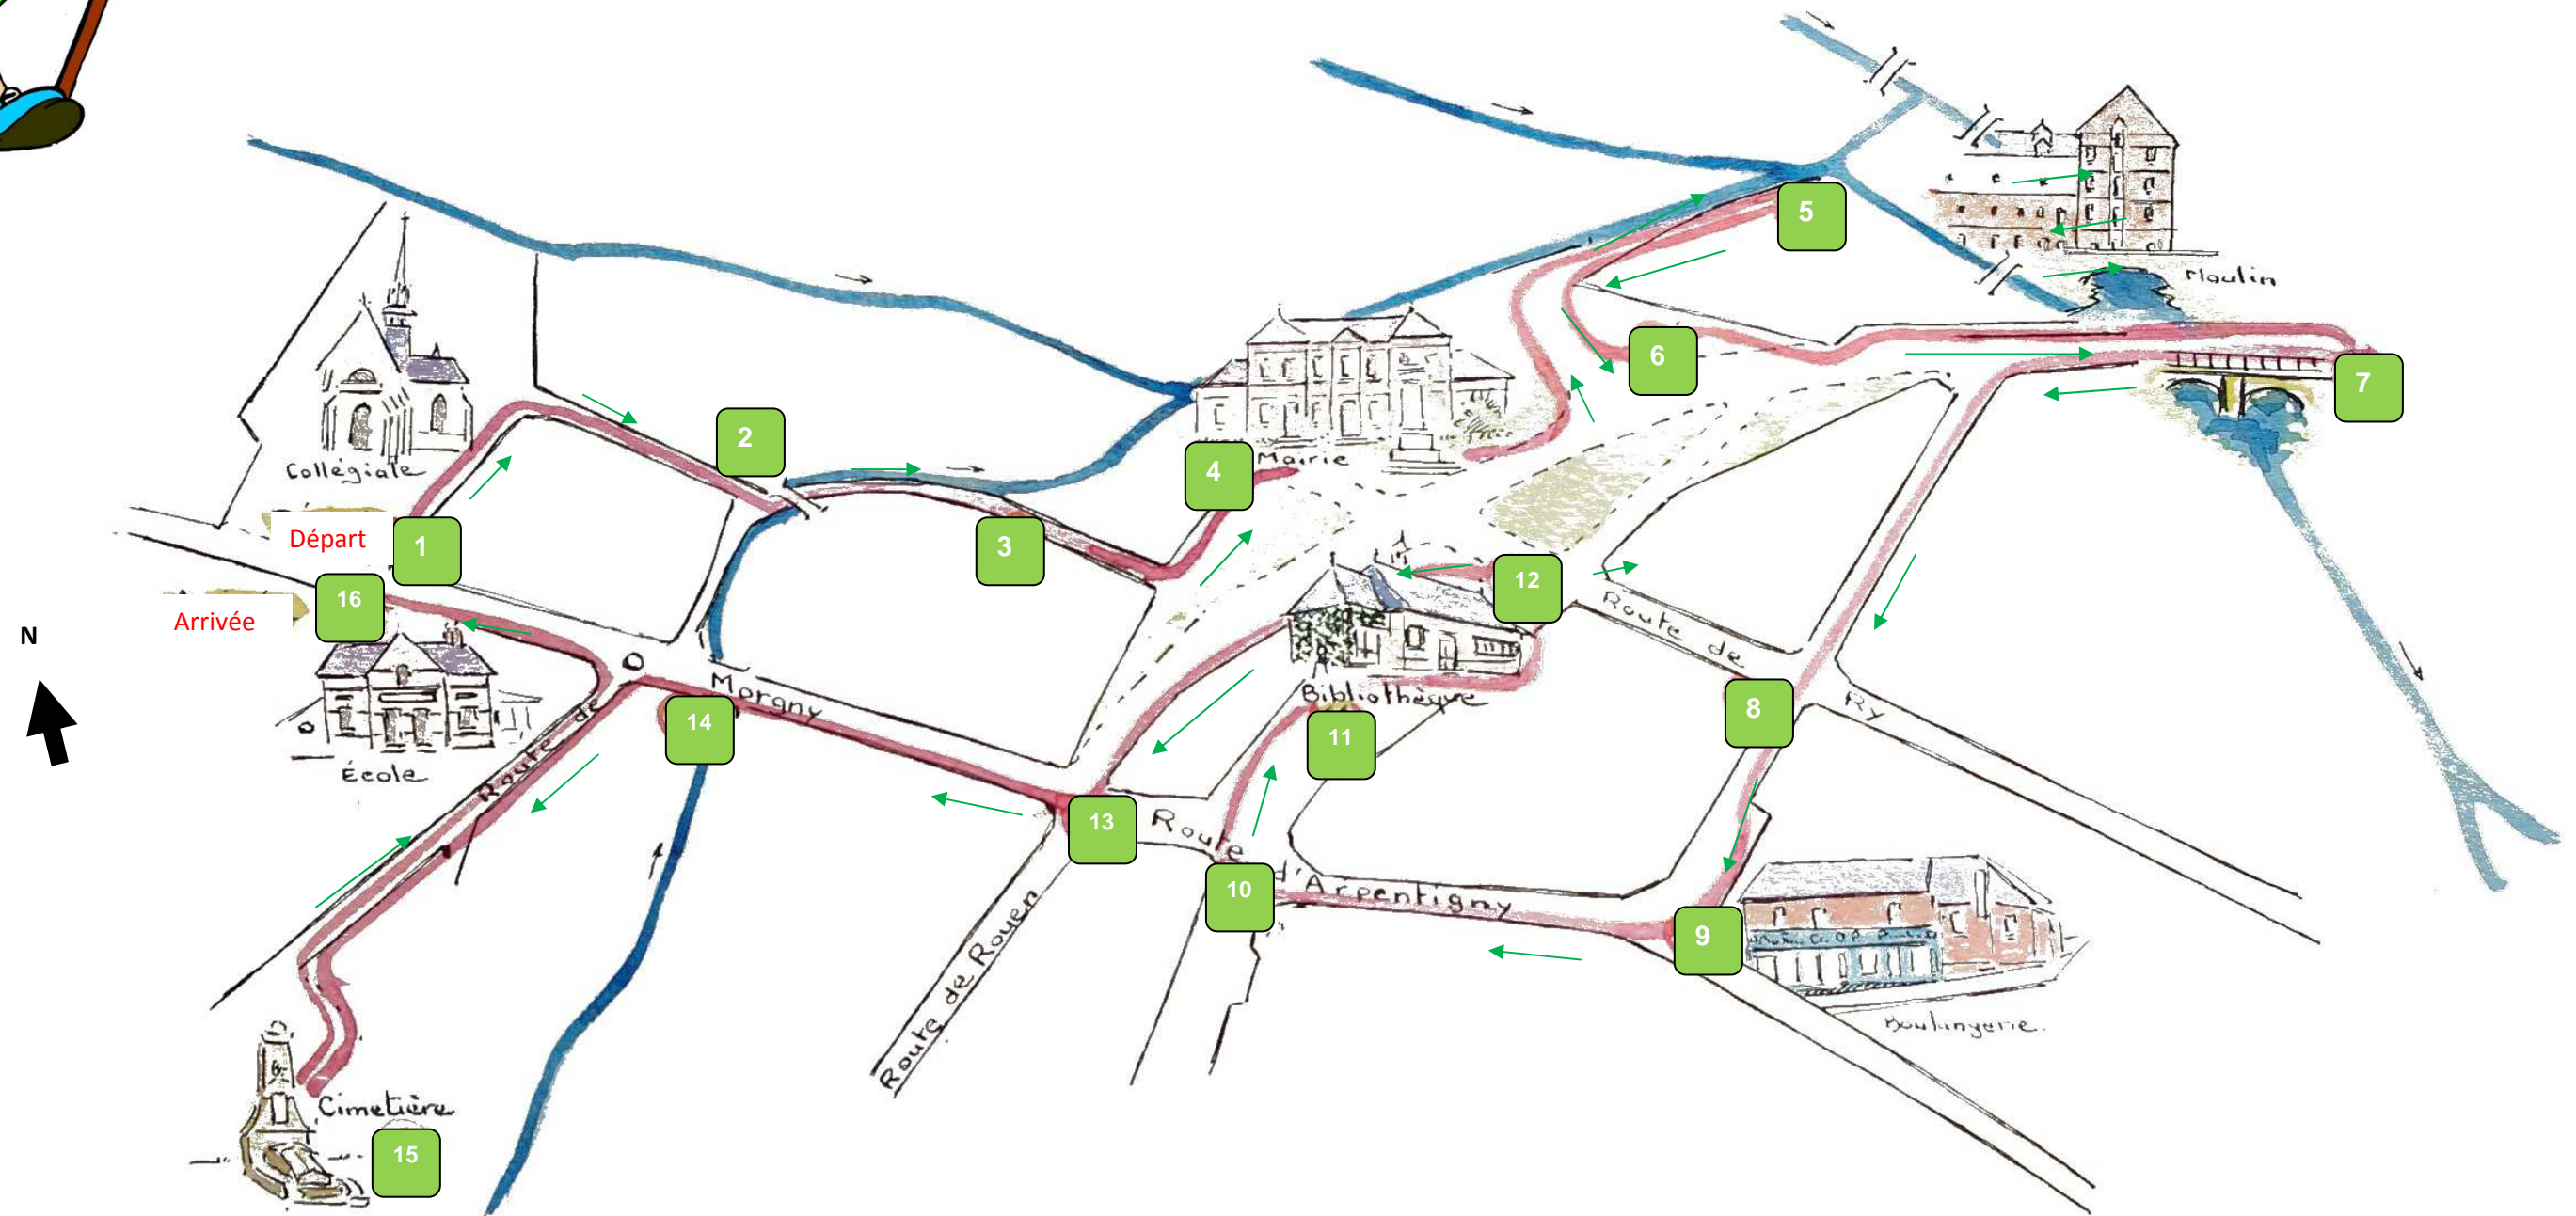 5
Moulin
6
7
2
Collégiale
Mairie
4
Départ
1
3
12
16
Arrivée
N
Route de
Ry
École
Route de
Morgny
14
Bibliothèque
11
8
13
Route
d'Arpentigny
10
9
Route de Rouen
Boulangerie.
Cimetière
15